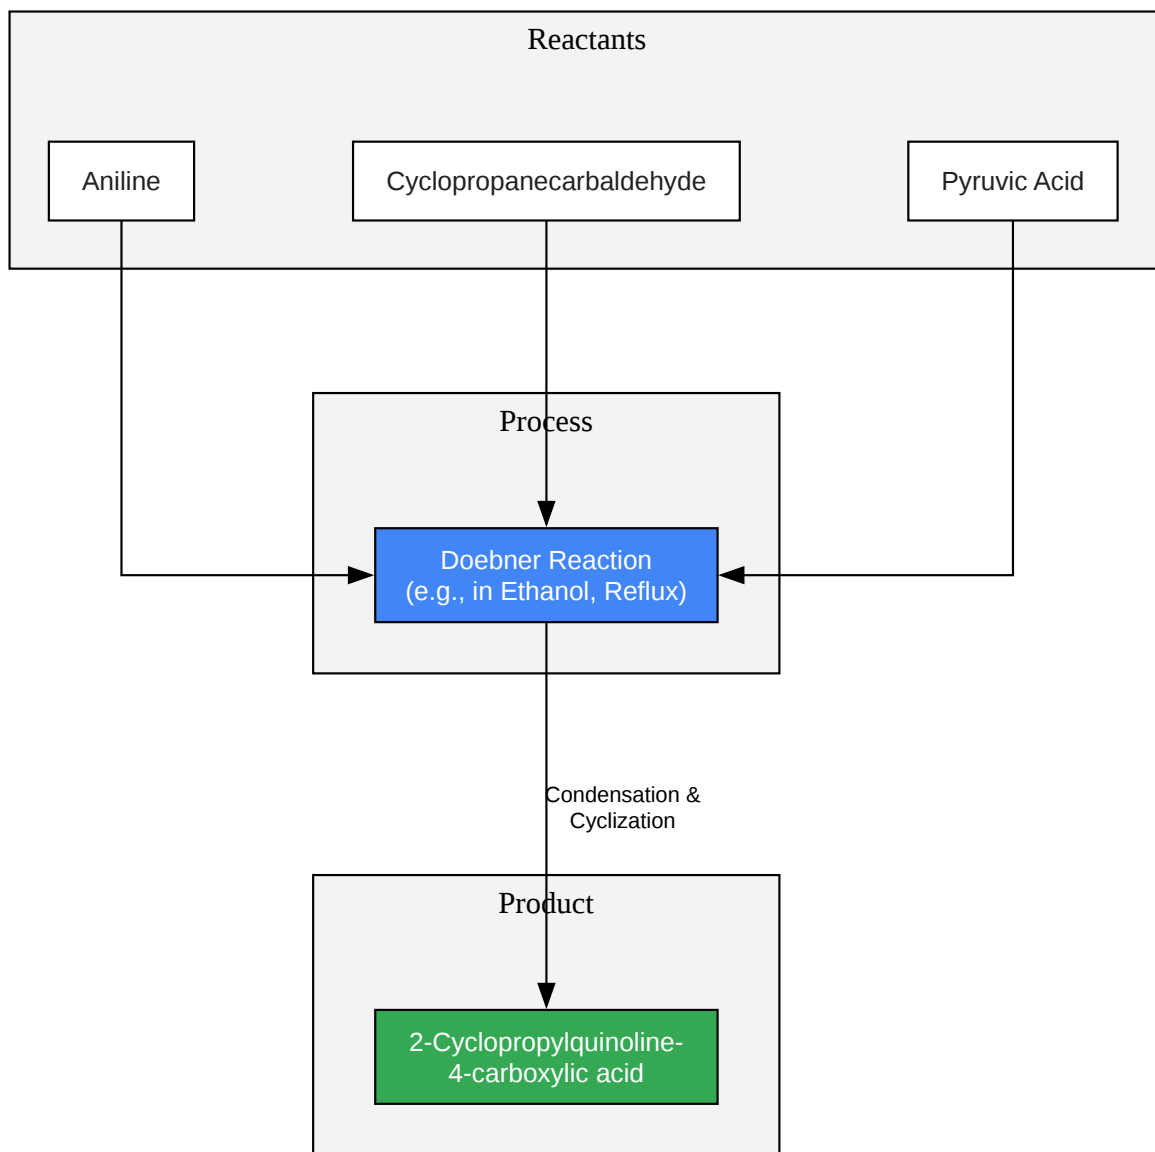 Reactants
Aniline
Cyclopropanecarbaldehyde
Pyruvic Acid
Process
Doebner Reaction
(e.g., in Ethanol, Reflux)
Condensation &
Cyclization
Product
2-Cyclopropylquinoline-
4-carboxylic acid